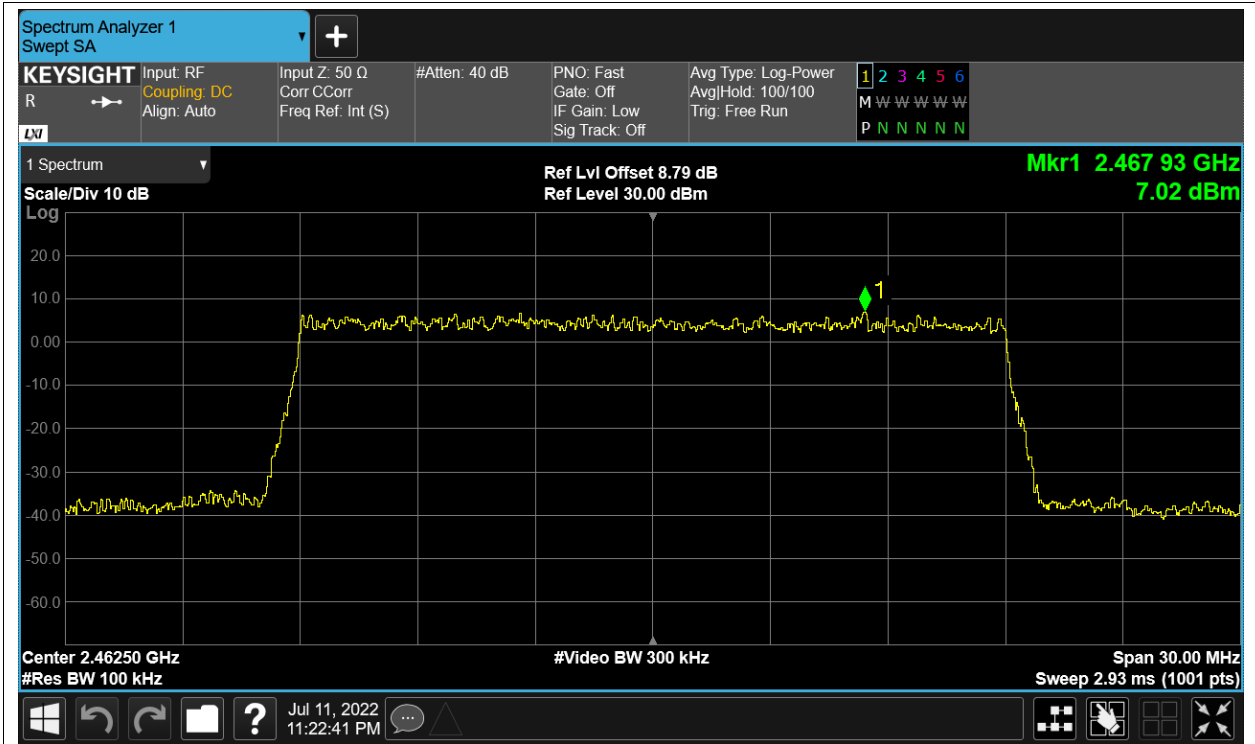 Spectrum Analyzer 1
Swept SA
KEYSIGHT
R
LXI
Input: RF
Coupling: DC
Align: Auto
Input Z: 50 Ω
Corr CCorr
Freq Ref: Int (S)
#Atten: 40 dB
PNO: Fast
Gate: Off
IF Gain: Low
Sig Track: Off
Avg Type: Log-Power
Avg|Hold: 100/100
Trig: Free Run
1 2 3 4 5 6
M W W W W W
P N N N N N
1 Spectrum
Scale/Div 10 dB
Ref Lvl Offset 8.79 dB
Ref Level 30.00 dBm
Mkr1 2.467 93 GHz
7.02 dBm
Log
20.0
10.0
0.00
-10.0
-20.0
-30.0
-40.0
-50.0
-60.0
1
Center 2.46250 GHz
#Res BW 100 kHz
#Video BW 300 kHz
Span 30.00 MHz
Sweep 2.93 ms (1001 pts)
?
Jul 11, 2022
11:22:41 PM